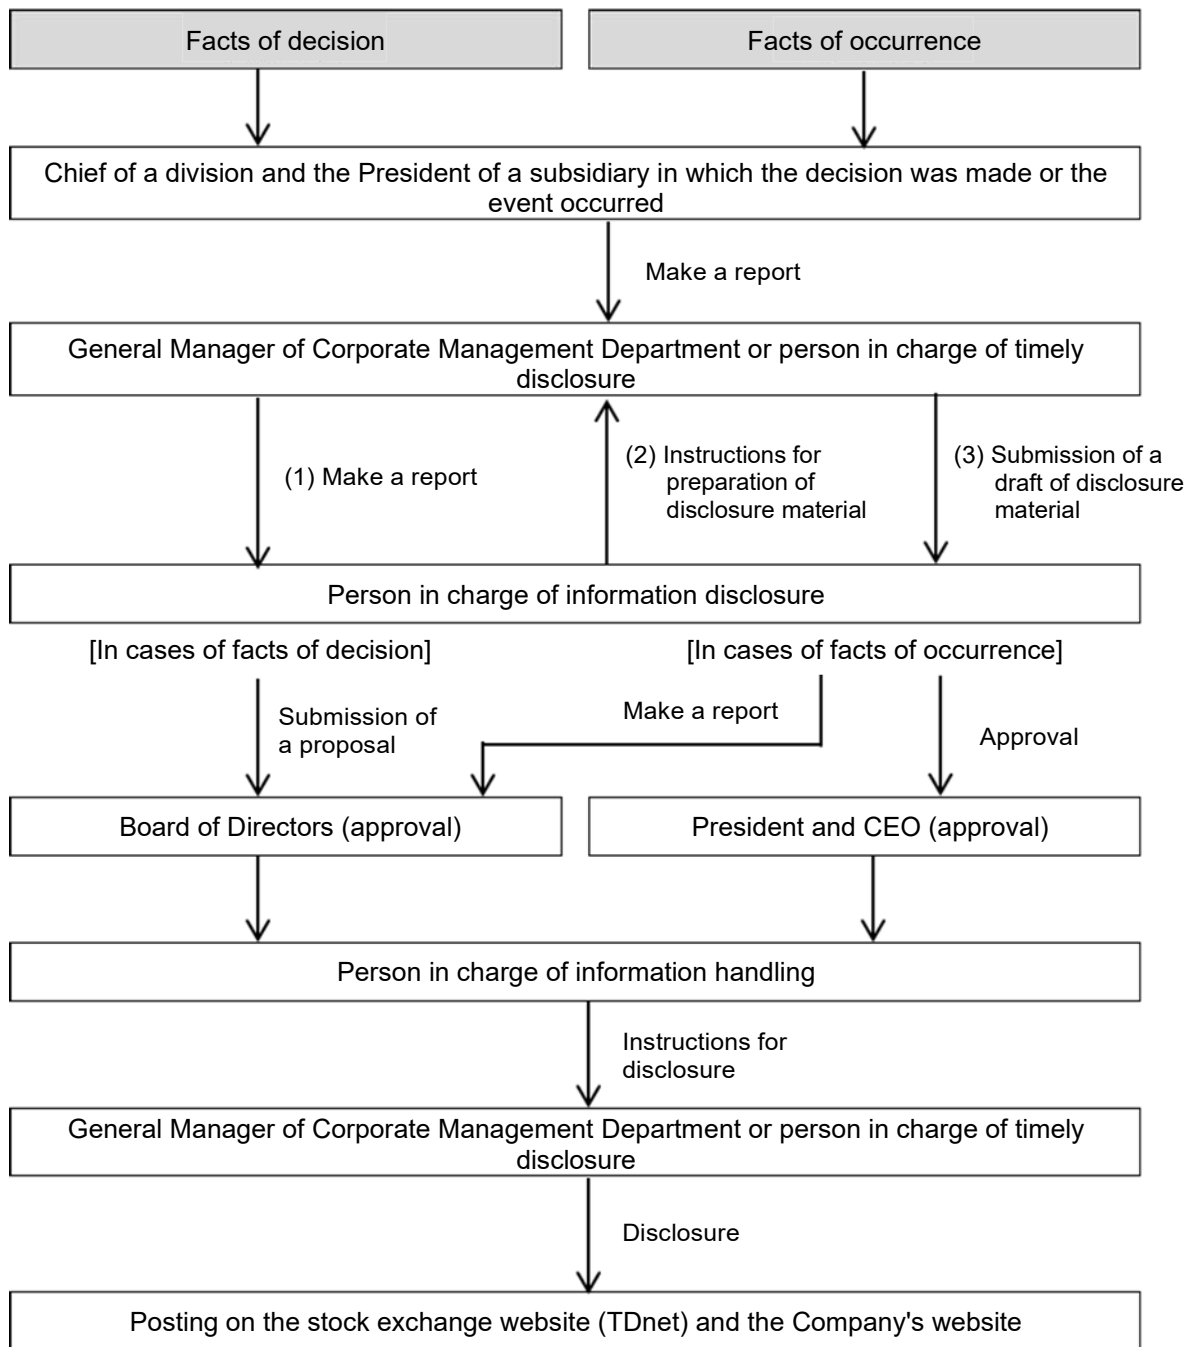 Facts of decision
Facts of occurrence
Chief of a division and the President of a subsidiary in which the decision was made or the
event occurred
Make a report
General Manager of Corporate Management Department or person in charge of timely
disclosure
(1) Make a report
(2) Instructions for
preparation of
disclosure material
(3) Submission of a
draft of disclosure
material
Person in charge of information disclosure
[In cases of facts of decision]
[In cases of facts of occurrence]
Submission of
a proposal
Make a report
Approval
Board of Directors (approval)
President and CEO (approval)
Person in charge of information handling
Instructions for
disclosure
General Manager of Corporate Management Department or person in charge of timely
disclosure
Disclosure
Posting on the stock exchange website (TDnet) and the Company's website